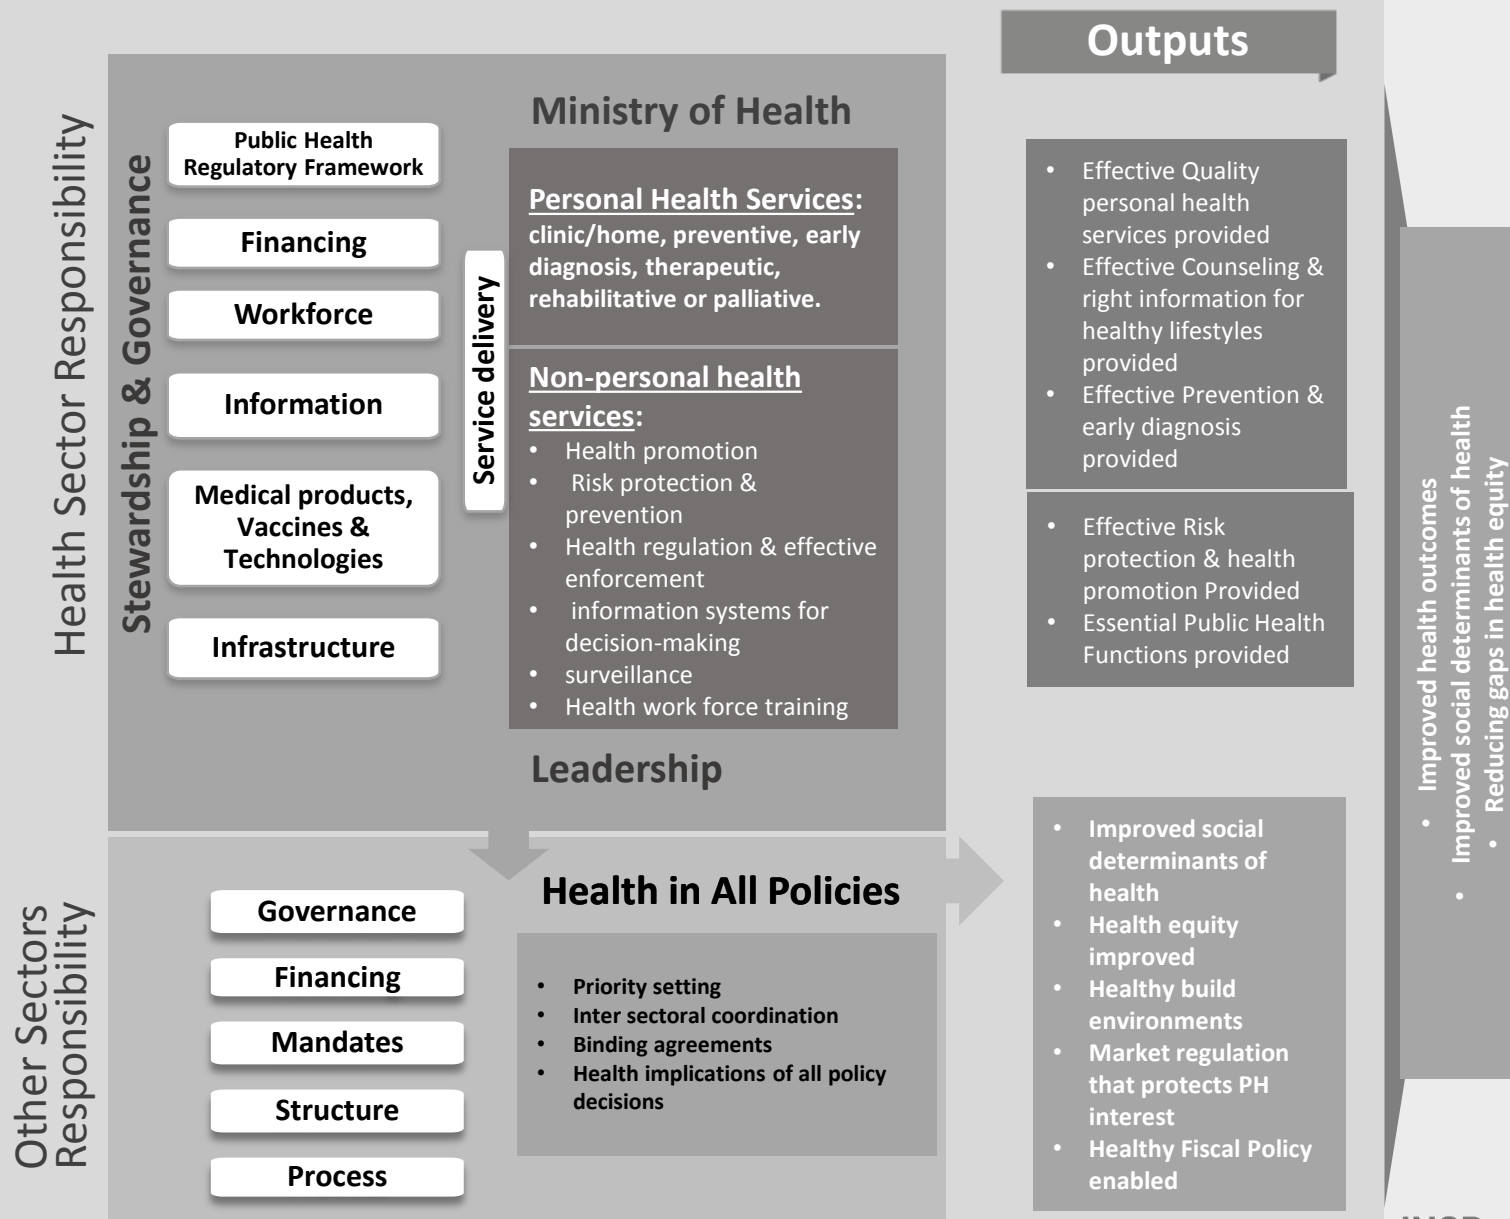 Outputs
Health Sector Responsibility
Stewardship & Governance
Public Health
Regulatory Framework
Financing
Workforce
Information
Medical products,
Vaccines &
Technologies
Infrastructure
Service delivery
Ministry of Health
Personal Health Services:
clinic/home, preventive, early
diagnosis, therapeutic,
rehabilitative or palliative.
Non-personal health
services:
• Health promotion
• Risk protection &
prevention
• Health regulation & effective
enforcement
• information systems for
decision-making
• surveillance
• Health work force training
Leadership
• Effective Quality
personal health
services provided
• Effective Counseling &
right information for
healthy lifestyles
provided
• Effective Prevention &
early diagnosis
provided
• Effective Risk
protection & health
promotion Provided
• Essential Public Health
Functions provided
Other Sectors
Responsibility
Governance
Financing
Mandates
Structure
Process
Health in All Policies
• Priority setting
• Inter sectoral coordination
• Binding agreements
• Health implications of all policy
decisions
• Improved social
determinants of
health
• Health equity
improved
• Healthy build
environments
• Market regulation
that protects PH
interest
• Healthy Fiscal Policy
enabled
• Improved health outcomes
• Improved social determinants of health
• Reducing gaps in health equity